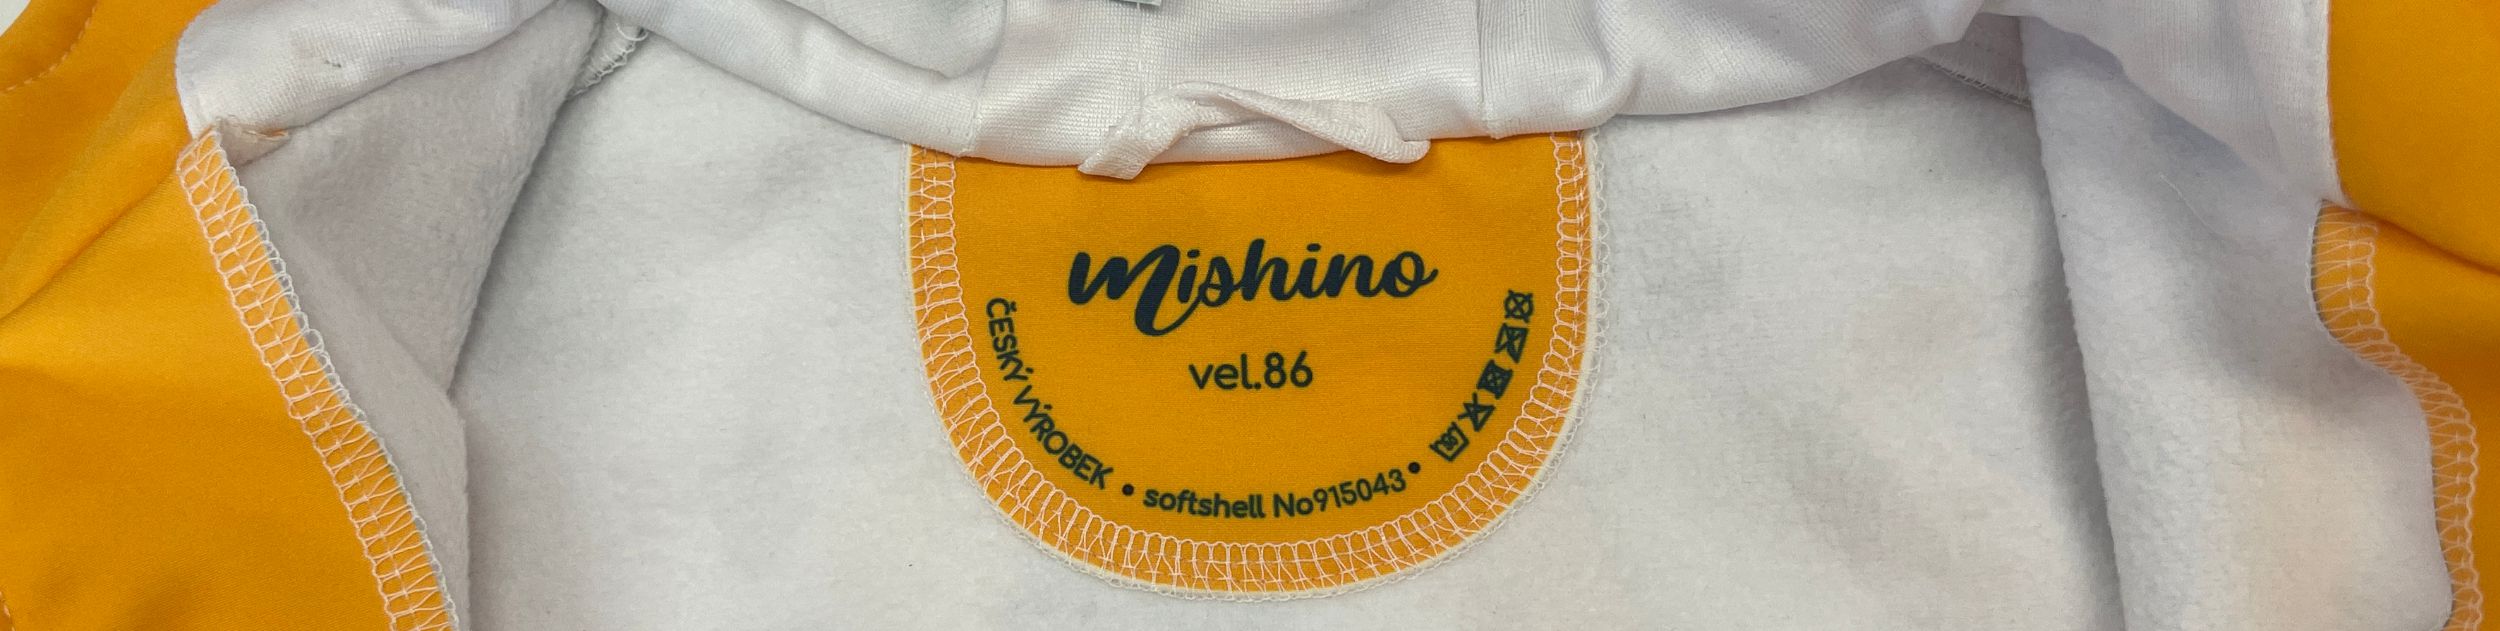 Mishino
vel.86
ČESKÝ VÝROBEK • softshell No915043 •